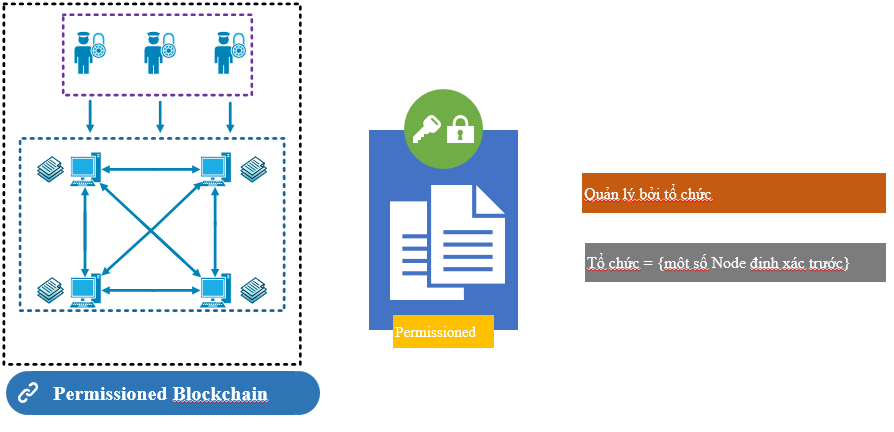 Quản lý bởi tổ chức
Tổ chức = {một số Node định xác trước}
Permissioned
Permissioned Blockchain